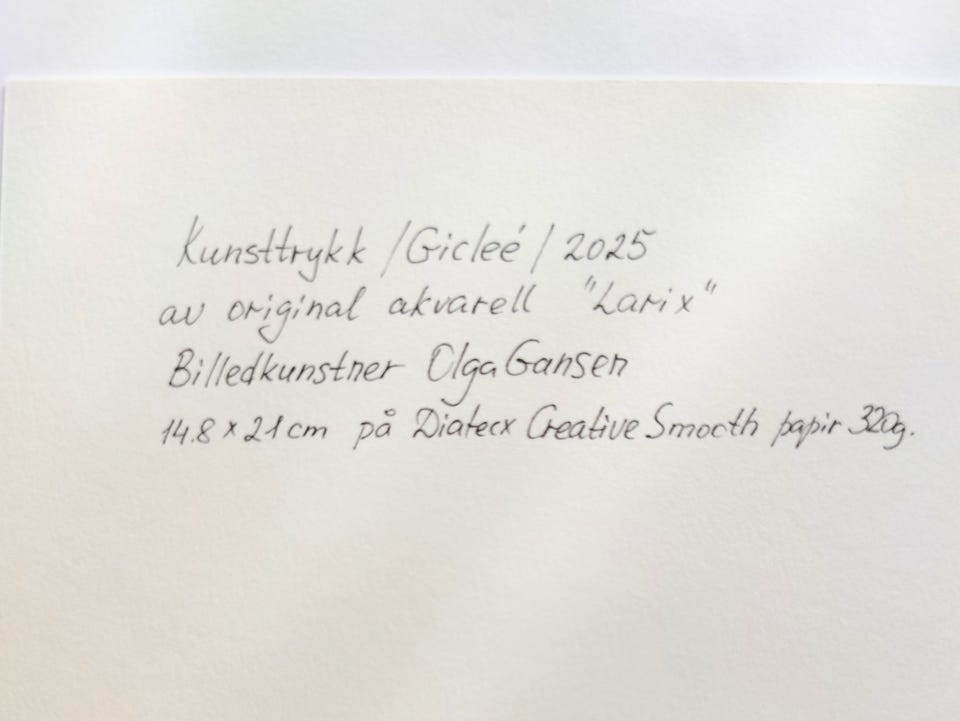 Kunsttrykk /Gicleé/ 2025
av original akvarell "Larix"
Billedkunstner Olga Gansen
14.8 x 21 cm på Diatecx Creative Smooth papir 320g.